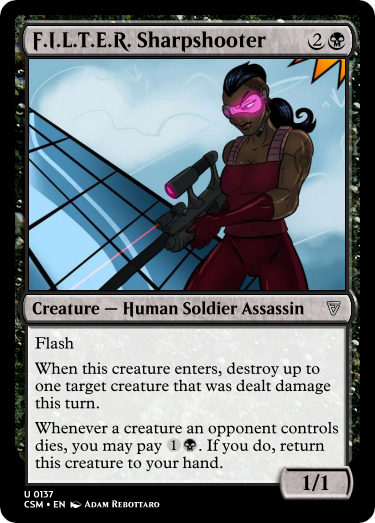 F.I.L.T.E.R. Sharpshooter 2
Creature — Human Soldier Assassin
Flash
When this creature enters, destroy up to
one target creature that was dealt damage
this turn.
Whenever a creature an opponent controls
dies, you may pay 1 . If you do, return
this creature to your hand.
1/1
U 0137
CSM • EN Adam Rebottaro